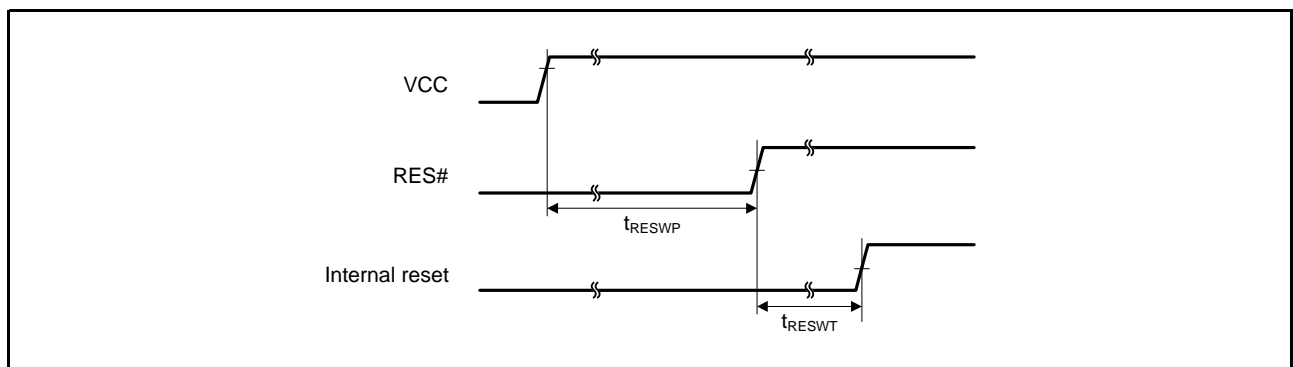 VCC
RES#
tRESWP
Internal reset
tRESWT